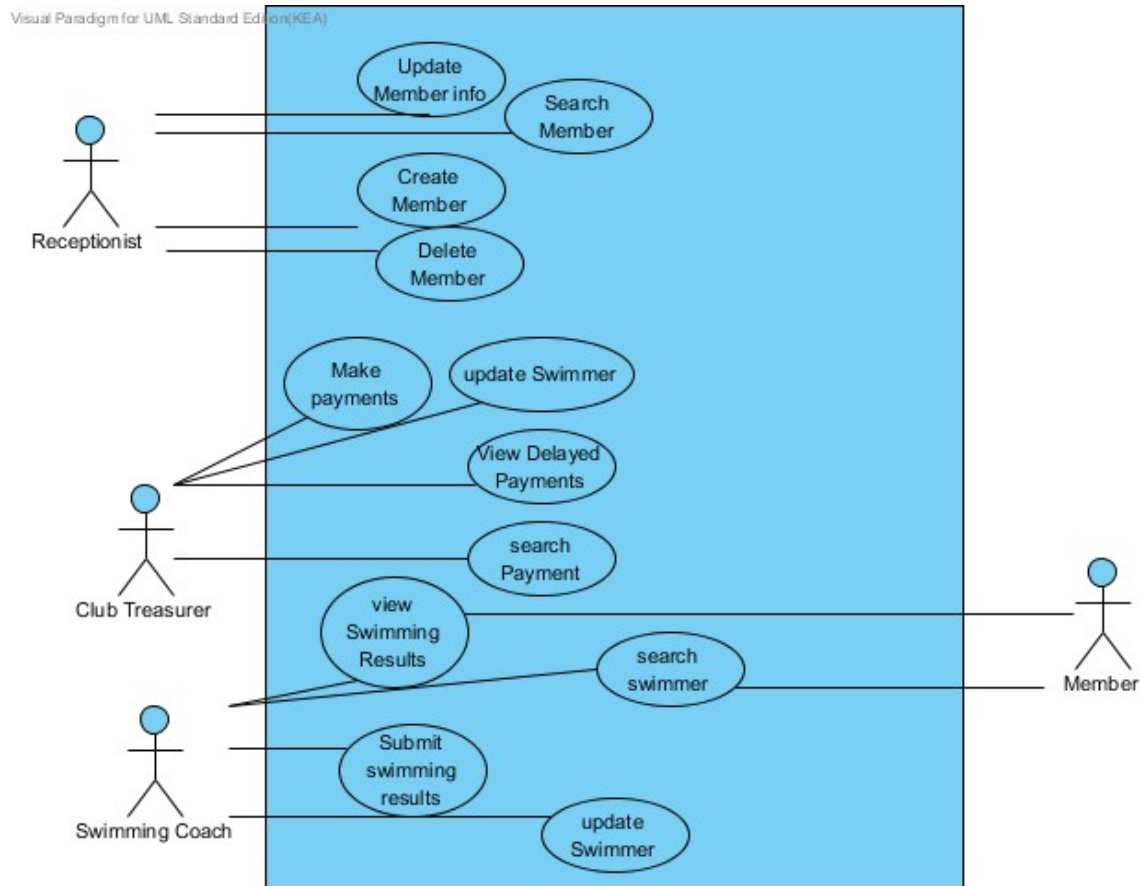 Visual Paradigm for UML Standard Edition(KEA)
Update
Member info
Search
Member
Create
Member
Receptionist
Delete
Member
Make
payments
update Swimmer
View Delayed
Payments
search
Payment
Club Treasurer
view
Swimming
Results
search
swimmer
Member
Submit
swimming
results
Swimming Coach
update
Swimmer